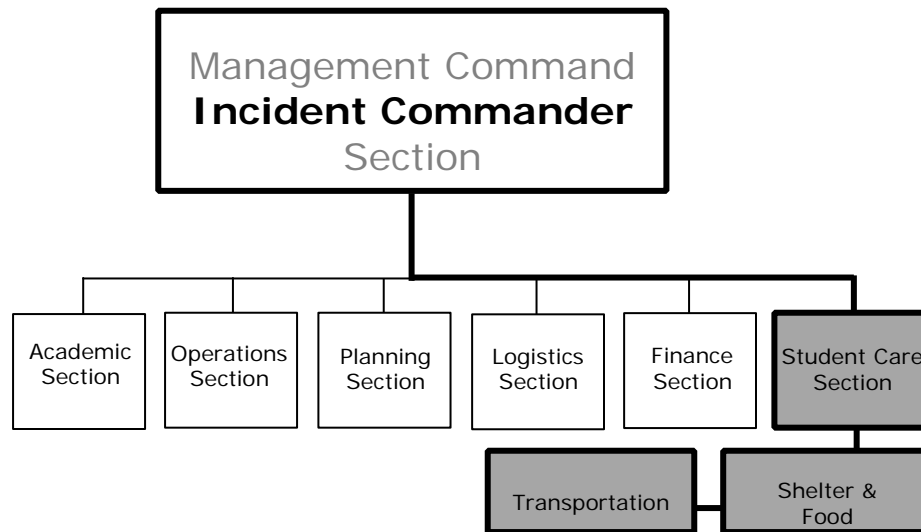 Management Command
Incident Commander
Section
Academic
Section
Operations
Section
Planning
Section
Logistics
Section
Finance
Section
Student Care
Section
Transportation
Shelter &
Food